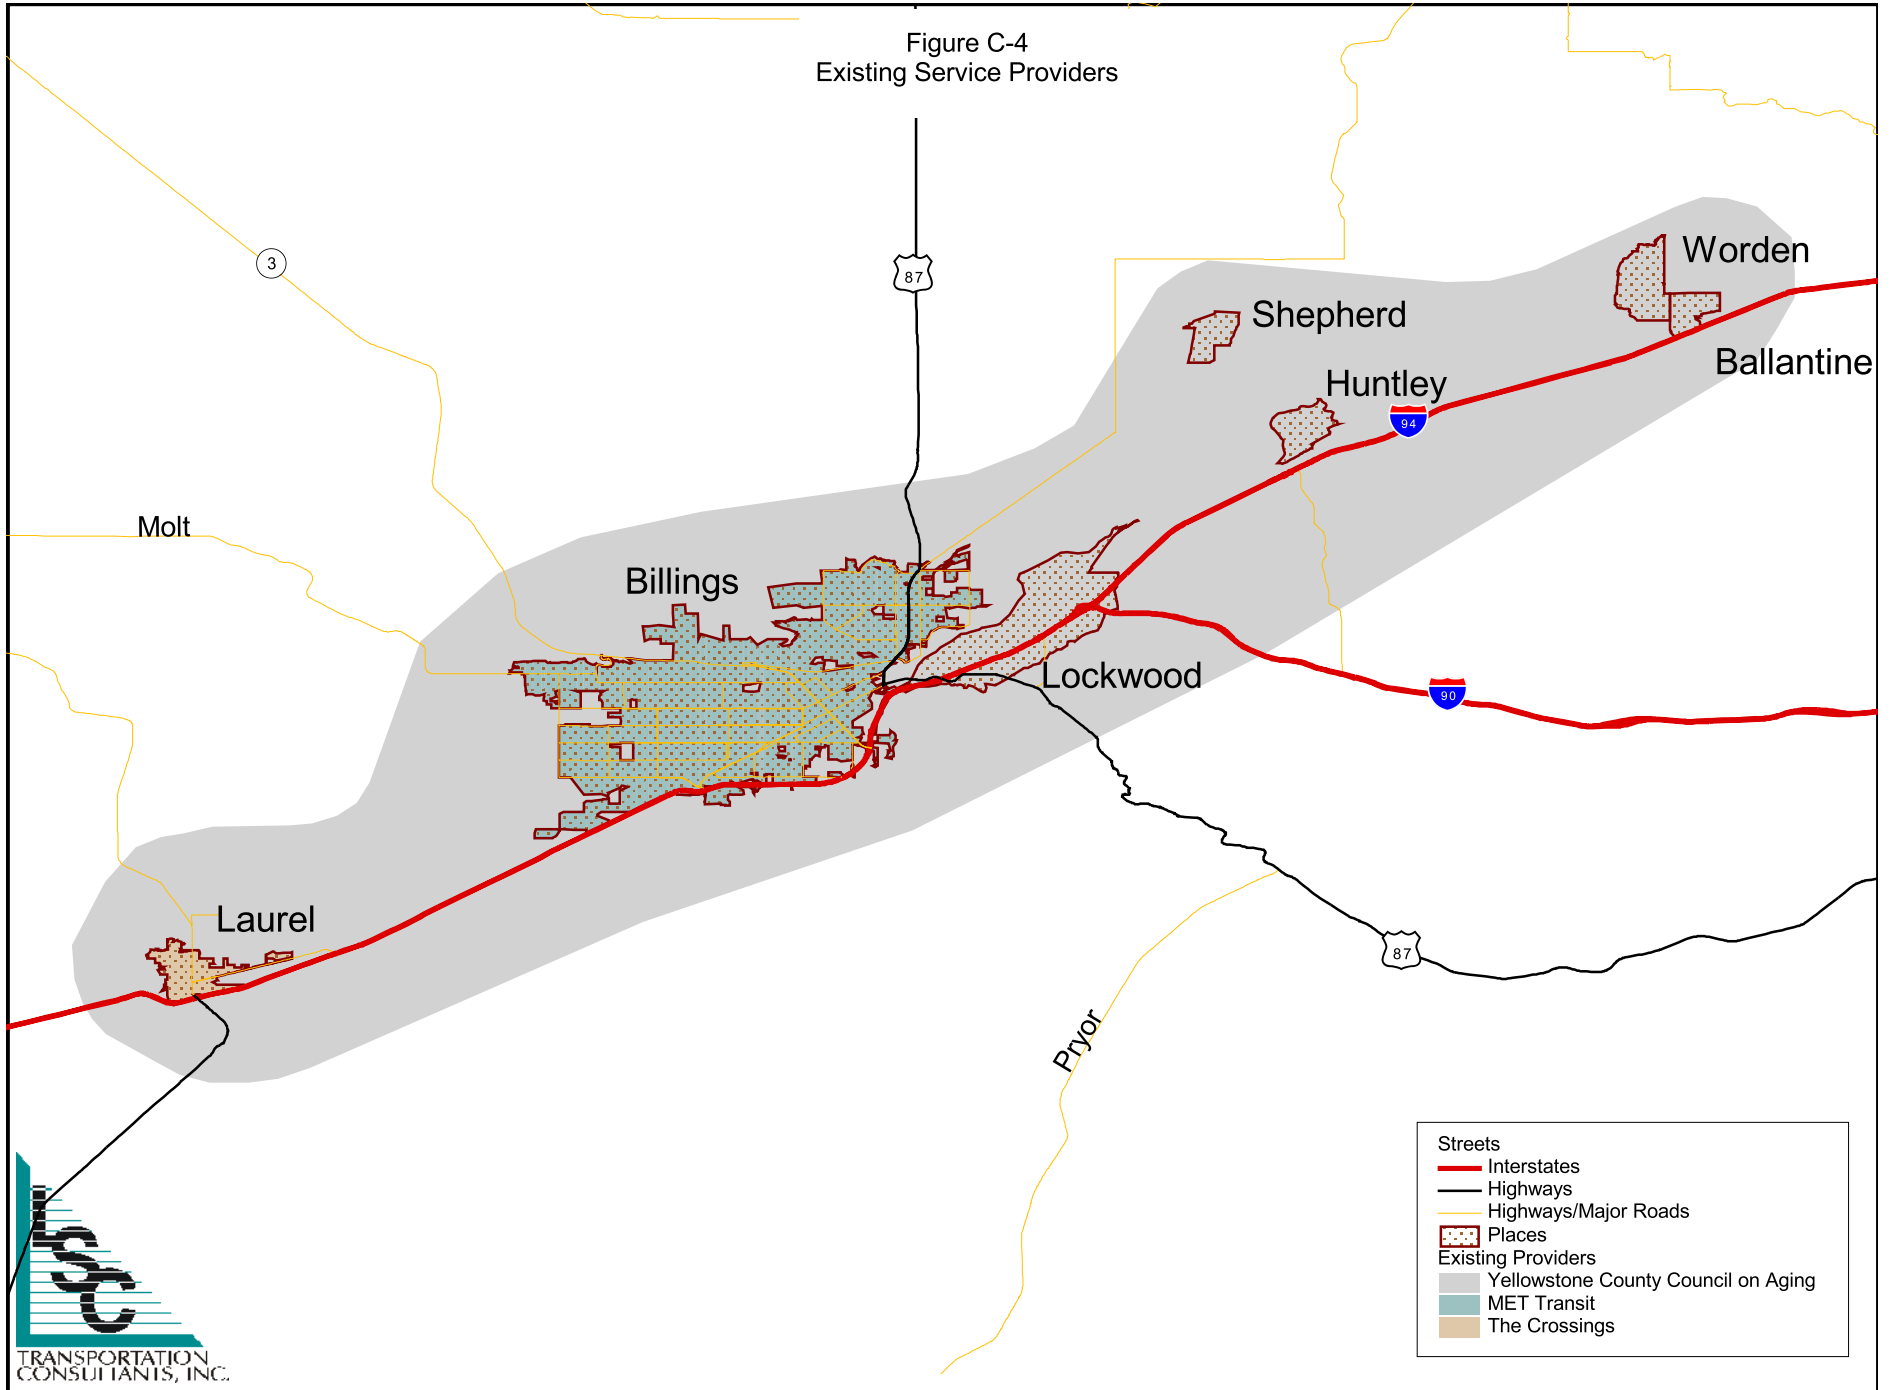 Figure C-4
Existing Service Providers
3
87
Worden
Shepherd
Ballantine
Huntley
94
Molt
Billings
Lockwood
90
Laurel
87
Pryor
Streets
Interstates
Highways
Highways/Major Roads
Places
Existing Providers
Yellowstone County Council on Aging
MET Transit
The Crossings
LSC
TRANSPORTATION
CONSULTANTS, INC.